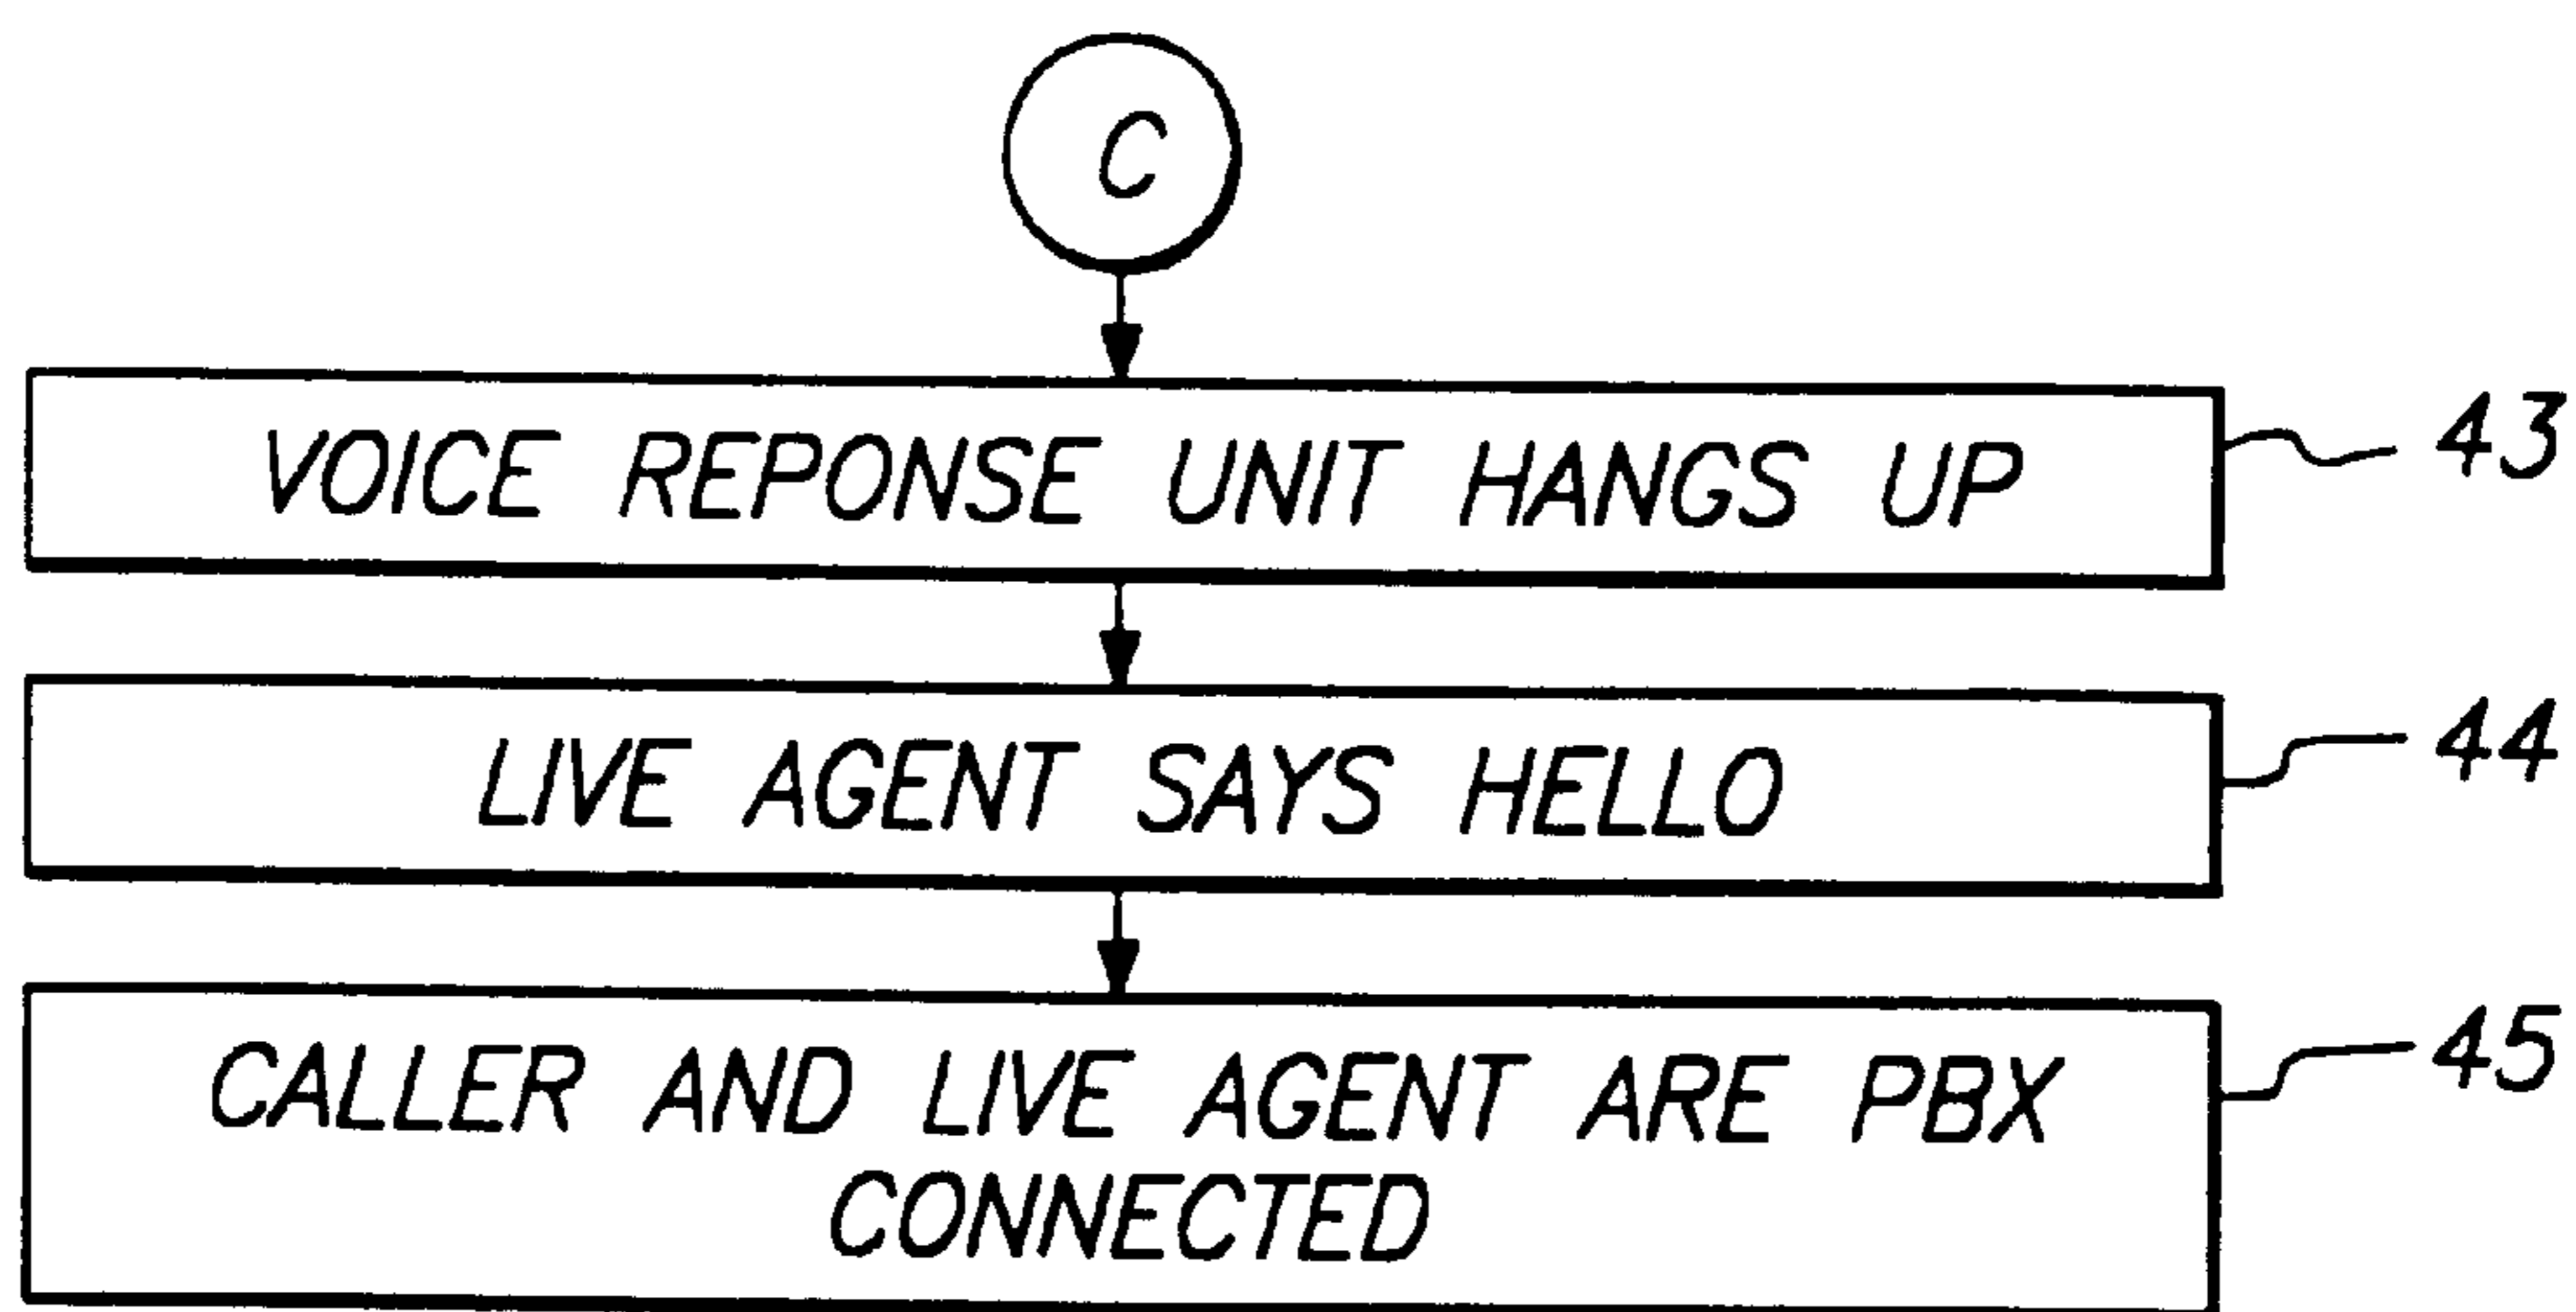 C
VOICE REPONSE UNIT HANGS UP
43
LIVE AGENT SAYS HELLO
44
CALLER AND LIVE AGENT ARE PBX
CONNECTED
45